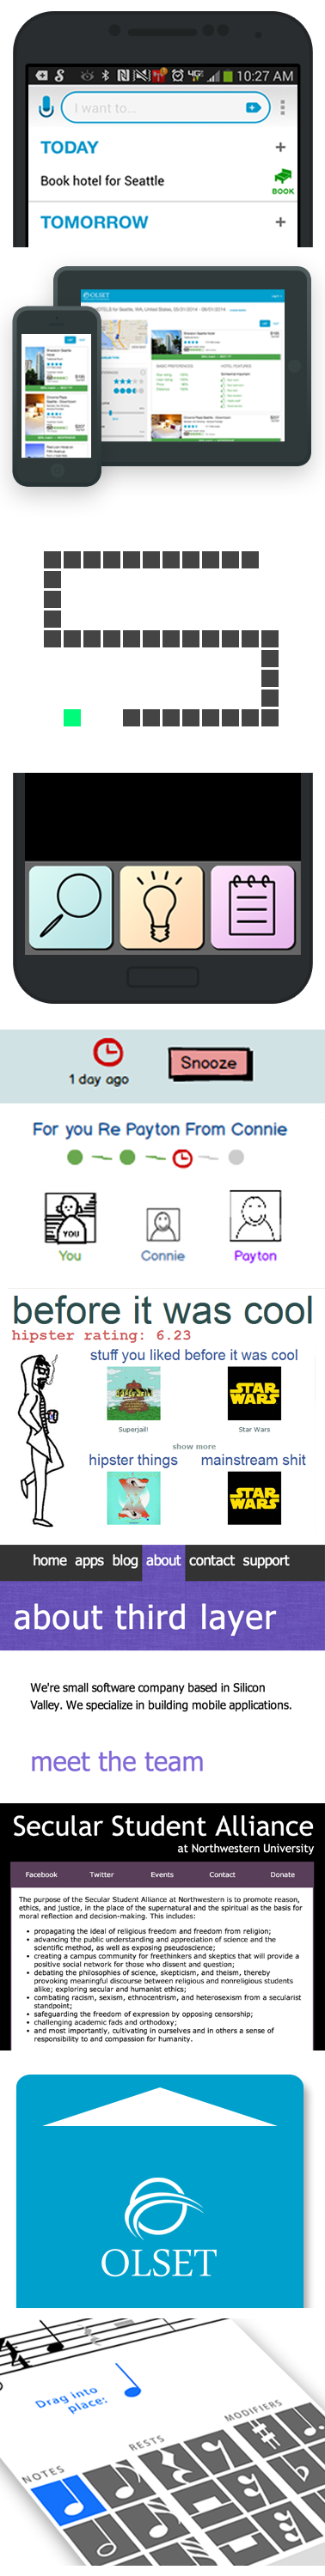 10:27 AM
I want to...
TODAY
+
Book hotel for Seattle
BOOK
TOMORROW
+
OLSET
BASIC PREFERENCES
HOTEL FEATURES
1 day ago
Snooze
For you Re Payton From Connie
YOU
You
Connie
Payton
before it was cool
hipster rating: 6.23
stuff you liked before it was cool
STAR WARS
Superjail!
Star Wars
show more
hipster things
mainstream shit
STAR WARS
home apps blog about contact support
about third layer
We're small software company based in Silicon
Valley. We specialize in building mobile applications.
meet the team
Secular Student Alliance
at Northwestern University
Facebook Twitter Events Contact Donate
The purpose of the Secular Student Alliance at Northwestern is to promote reason,
ethics, and justice, in the place of the supernatural and the spiritual as the basis for
moral reflection and decision-making. This includes:
• propagating the ideal of religious freedom and freedom from religion;
• advancing the public understanding and appreciation of science and the
scientific method, as well as exposing pseudoscience;
• creating a campus community for freethinkers and skeptics that will provide a
positive social network for those who dissent and question;
• debating the philosophies of science, skepticism, and theism, thereby
provoking meaningful discourse between religious and nonreligious students
alike; exploring secular and humanist ethics;
• combating racism, sexism, ethnocentrism, and heterosexism from a secularist
standpoint;
• safeguarding the freedom of expression by opposing censorship;
• challenging academic fads and orthodoxy;
• and most importantly, cultivating in ourselves and in others a sense of
responsibility to and compassion for humanity.
OLSET
Drag into
place:
NOTES
RESTS
MODIFIERS